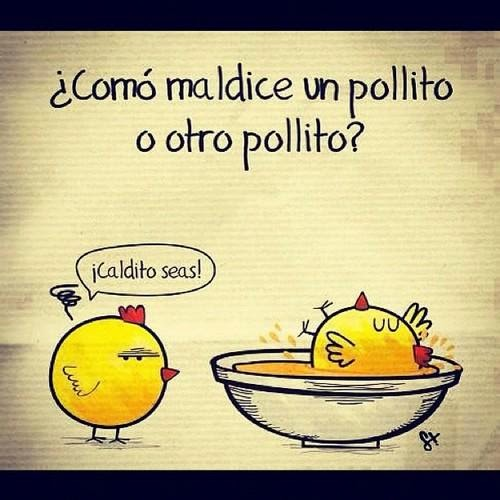 ¿Comó maldice un pollito
o otro pollito?
¡Caldito seas!